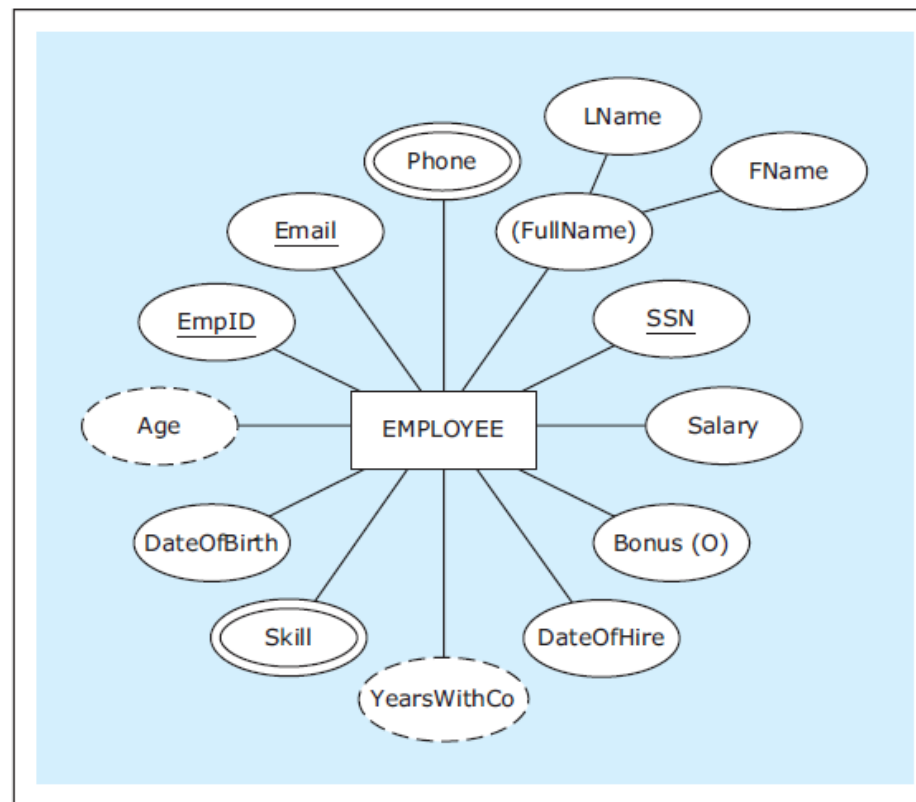 LName
Phone
FName
(FullName)
Email
EmpID
SSN
Age
EMPLOYEE
Salary
DateOfBirth
Bonus (O)
Skill
DateOfHire
YearsWithCo